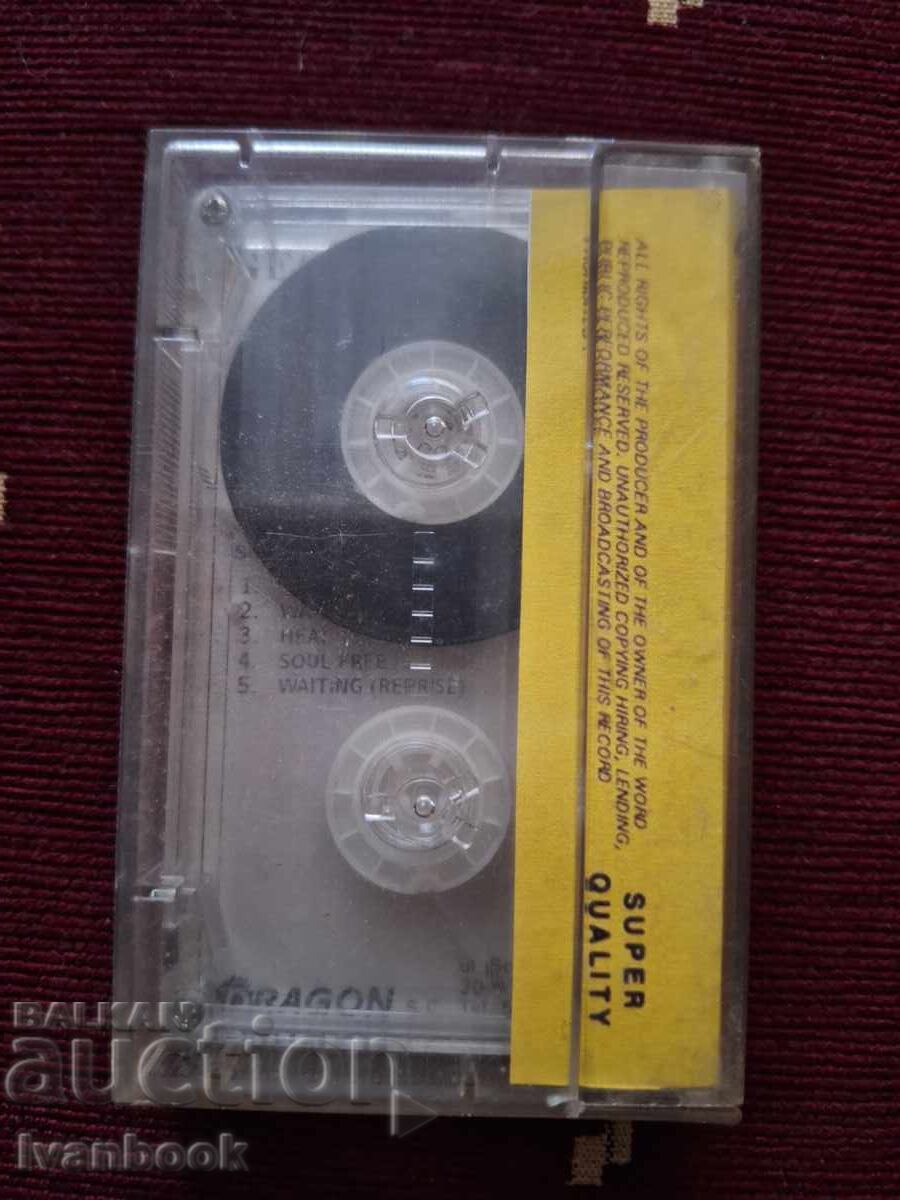 ALL RIGHTS OF THE PRODUCER AND OF THE OWNER OF THE WORD
REPRODUCED RESERVED. UNAUTHORIZED COPYING HIRING, LENDING,
PUBLIC PERFORMANCE AND BROADCASTING OF THIS RECORD
SUPER
QUALITY
1.
2.
3.
4. SOUL FREE
5. WAITING (REPRISE)
DRAGON
BALKAN
auction
Ivanbook